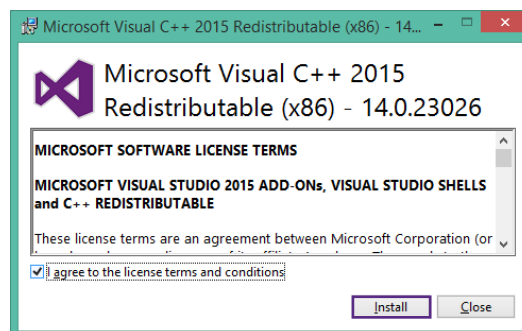 Microsoft Visual C++ 2015 Redistributable (x86) - 14...
Microsoft Visual C++ 2015
Redistributable (x86) - 14.0.23026
MICROSOFT SOFTWARE LICENSE TERMS
MICROSOFT VISUAL STUDIO 2015 ADD-ONs, VISUAL STUDIO SHELLS
and C++ REDISTRIBUTABLE
These license terms are an agreement between Microsoft Corporation (or
I agree to the license terms and conditions
Install Close